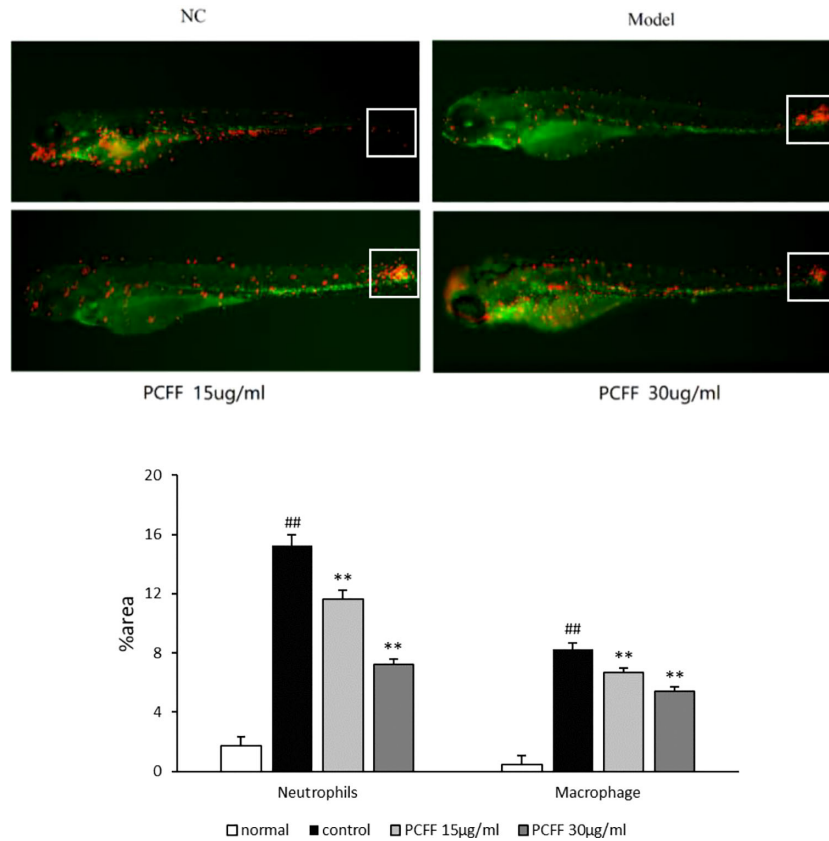 NC
Model
PCFF 15ug/ml
PCFF 30ug/ml
20
16
12
8
4
0
%area
##
**
**
##
**
**
Neutrophils
Macrophage
normal control PCFF 15μg/ml PCFF 30μg/ml